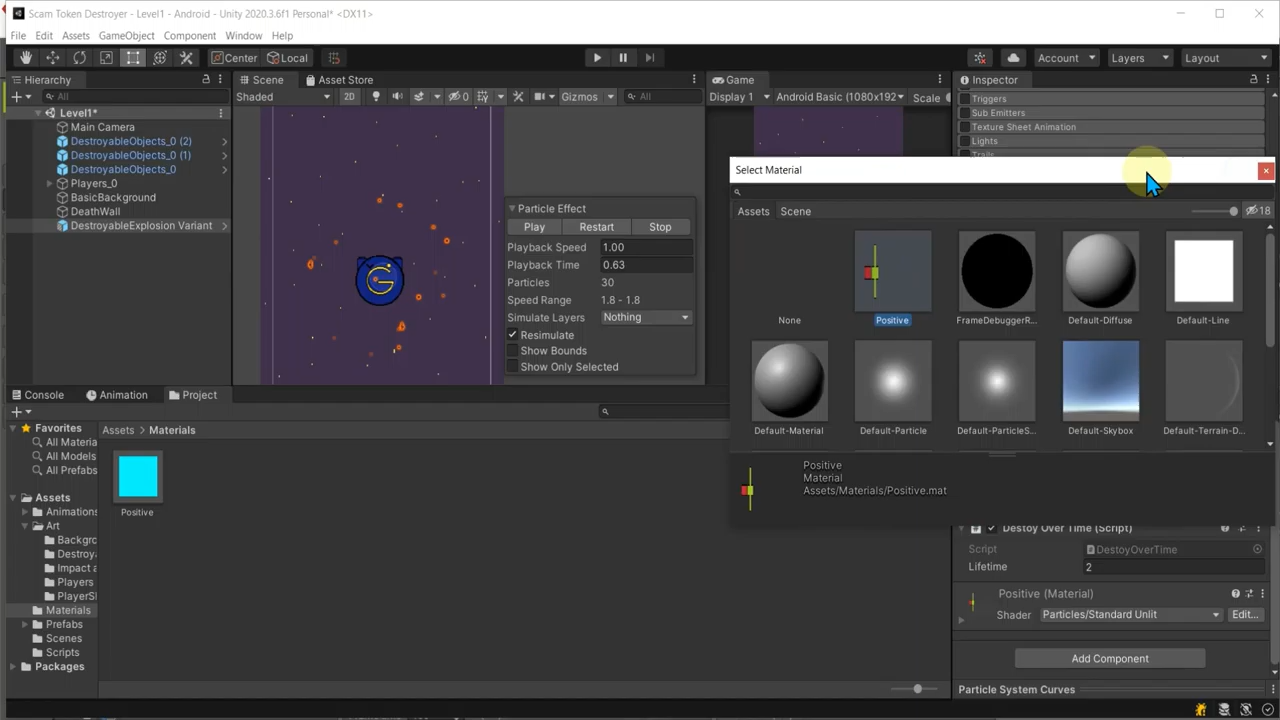 Scam Token Destroyer - Level1 - Android - Unity 2020.3.6f1 Personal* <DX11>
File Edit Assets GameObject Component Window Help
Center Local Account Layers Layout
Hierarchy
All
Level1*
Main Camera
DestroyableObjects_0 (2)
DestroyableObjects_0 (1)
DestroyableObjects_0
Players_0
BasicBackground
DeathWall
DestroyableExplosion Variant
Scene Asset Store
Shaded 2D 0 Gizmos All
Particle Effect
Play Restart Stop
Playback Speed 1.00
Playback Time 0.63
Particles 30
Speed Range 1.8 - 1.8
Simulate Layers Nothing
Resimulate
Show Bounds
Show Only Selected
Game
Display 1 Android Basic (1080x192 Scale
Inspector
Triggers
Sub Emitters
Texture Sheet Animation
Lights
Trails
Select Material
Assets Scene 18
None Positive FrameDebuggerR... Default-Diffuse Default-Line
Default-Material Default-Particle Default-ParticleS... Default-Skybox Default-Terrain-D...
Positive
Material
Assets/Materials/Positive.mat
Console Animation Project
Favorites
All Materia
All Models
All Prefabs
Assets
Animations
Art
Backgro
Destroy
Impact a
Players
PlayerSl
Materials
Prefabs
Scenes
Scripts
Packages
Assets > Materials
Positive
Destoy Over Time (Script)
Script DestoyOverTime
Lifetime 2
Positive (Material)
Shader Particles/Standard Unlit Edit...
Add Component
Particle System Curves